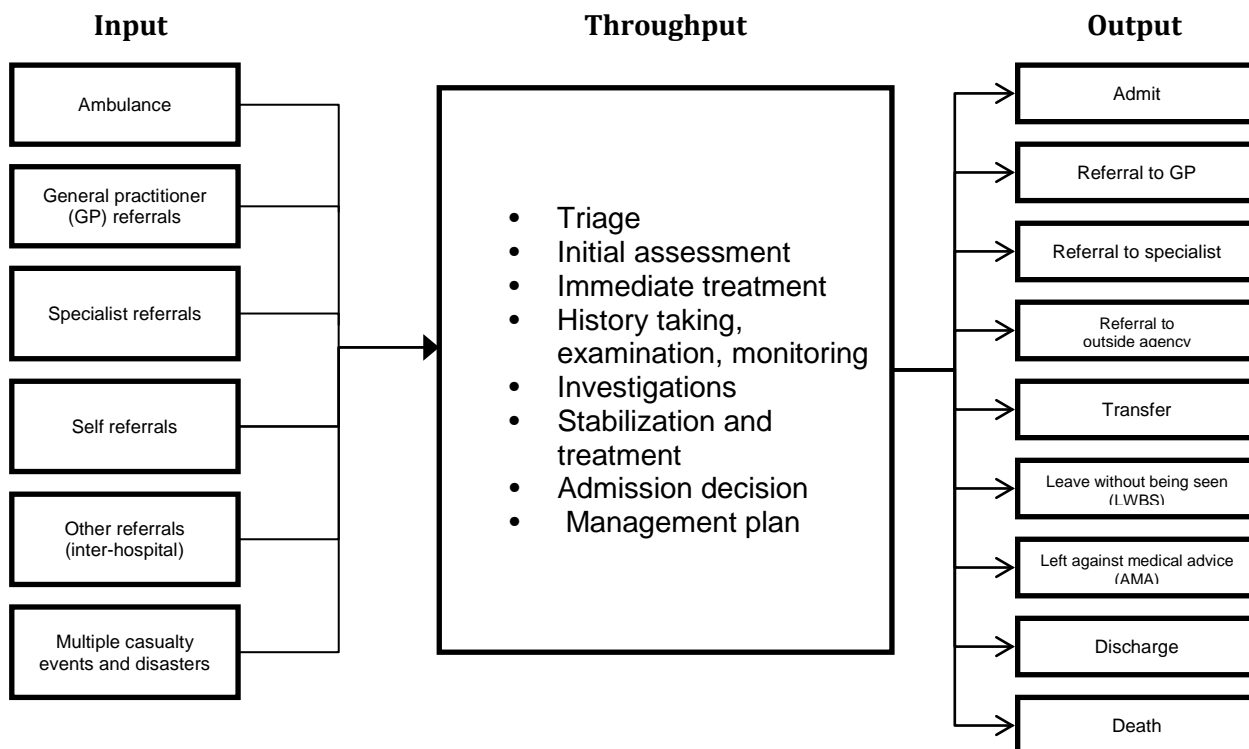 Input
Throughput
Output
Ambulance
General practitioner
(GP) referrals
Specialist referrals
Self referrals
Other referrals
(inter-hospital)
Multiple casualty
events and disasters
• Triage
• Initial assessment
• Immediate treatment
• History taking,
examination, monitoring
• Investigations
• Stabilization and
treatment
• Admission decision
• Management plan
Admit
Referral to GP
Referral to specialist
Referral to
outside agency
Transfer
Leave without being seen
(LWBS)
Left against medical advice
(AMA)
Discharge
Death